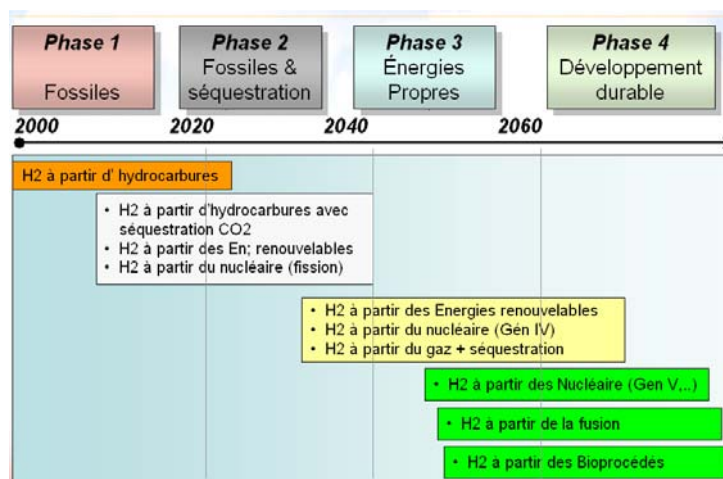 Phase 1
Fossiles
Phase 2
Fossiles &
séquestration
Phase 3
Énergies
Propres
Phase 4
Développement
durable
2000
2020
2040
2060
H2 à partir d' hydrocarbures
• H2 à partir d'hydrocarbures avec
séquestration CO2
• H2 à partir des En; renouvelables
• H2 à partir du nucléaire (fission)
• H2 à partir des Energies renouvelables
• H2 à partir du nucléaire (Gén IV)
• H2 à partir du gaz + séquestration
• H2 à partir des Nucléaire (Gen V,..)
• H2 à partir de la fusion
• H2 à partir des Bioprocédés